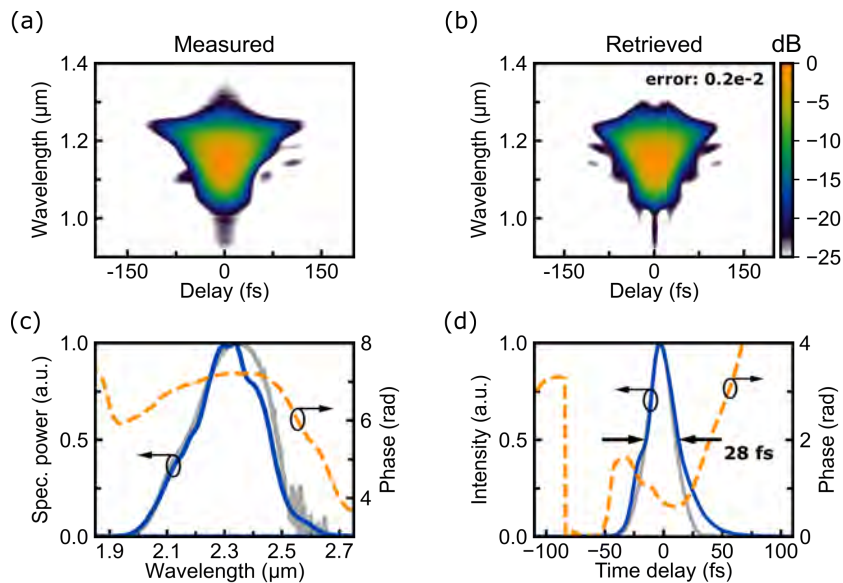 (a)
Measured
1.4
1.2
1.0
Wavelength (µm)
-150
0
150
Delay (fs)
(b)
Retrieved
dB
error: 0.2e-2
1.4
1.2
1.0
Wavelength (µm)
-150
0
150
Delay (fs)
0
−5
−10
−15
−20
−25
(c)
1.0
0.5
0.0
Spec. power (a.u.)
8
6
4
Phase (rad)
1.9
2.1
2.3
2.5
2.7
Wavelength (µm)
(d)
1.0
0.5
0.0
Intensity (a.u.)
28 fs
4
3
2
1
0
Phase (rad)
−100
−50
0
50
100
Time delay (fs)